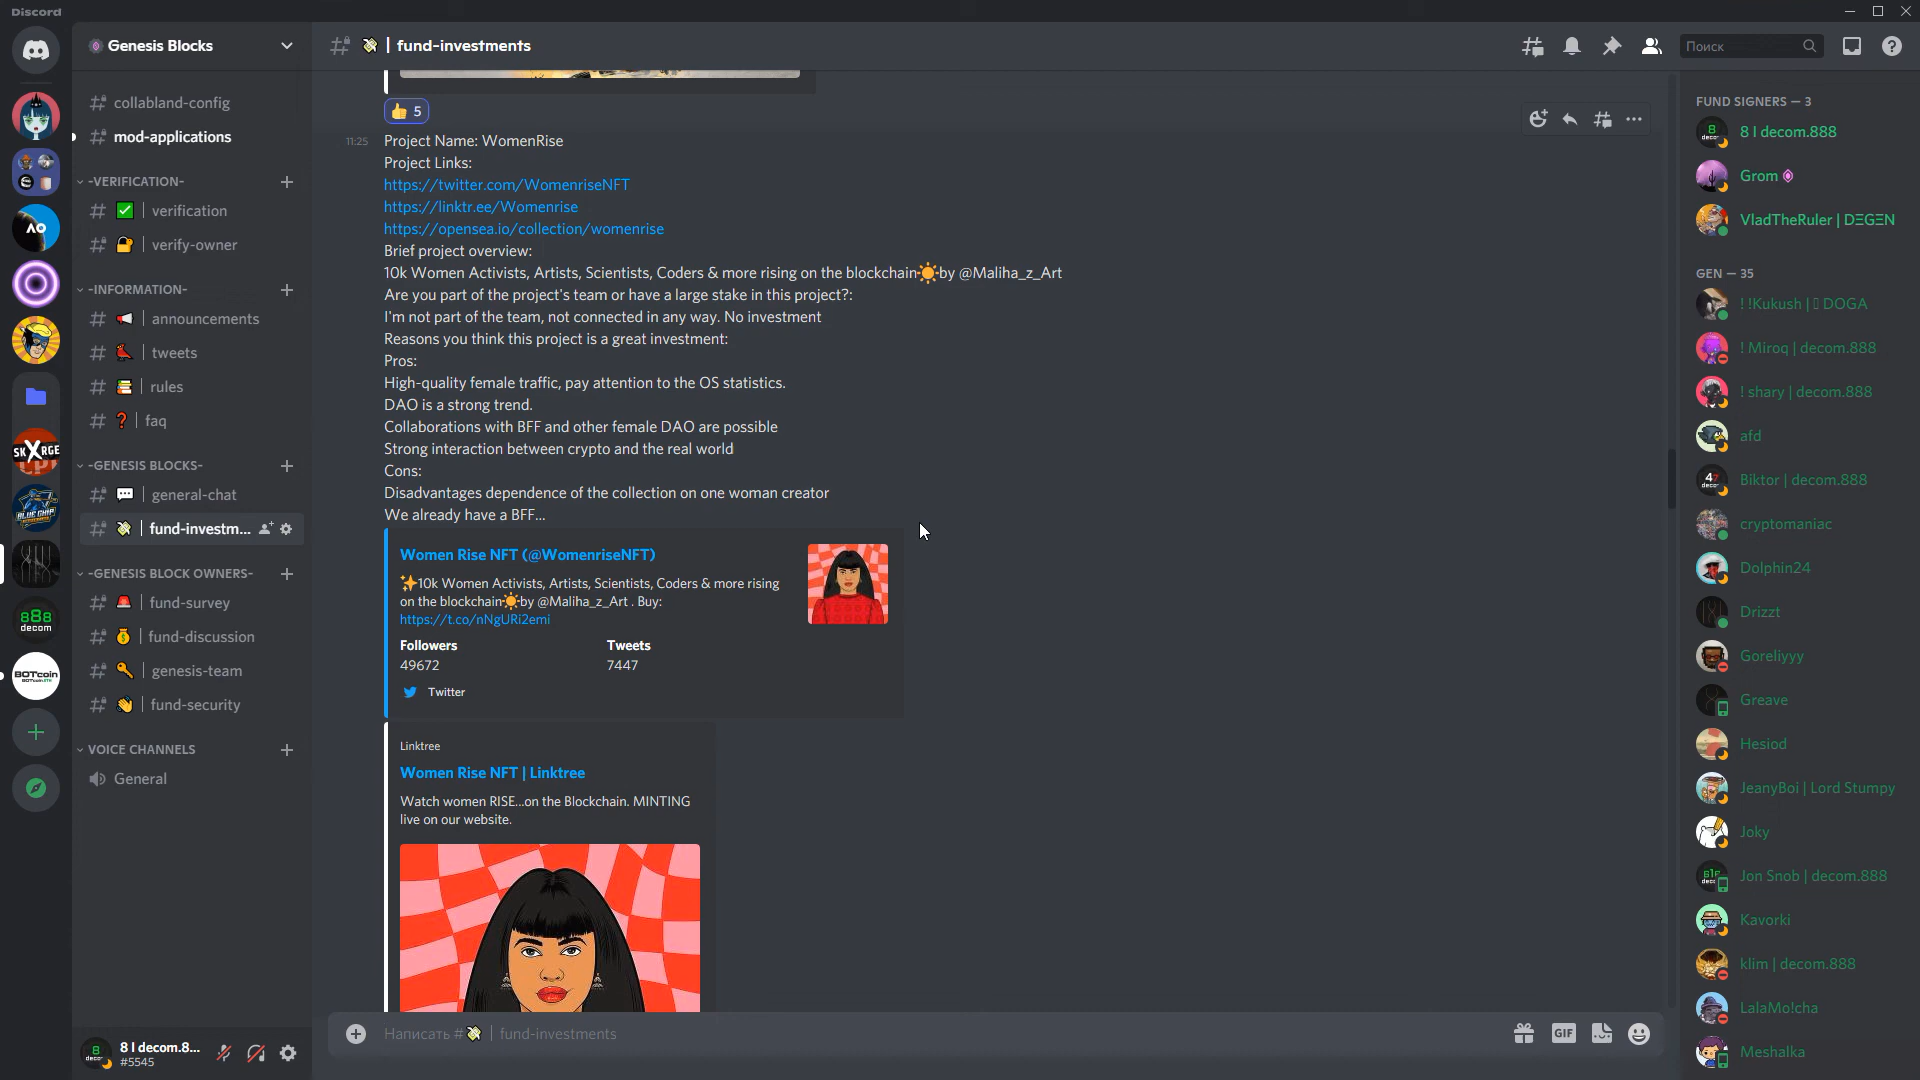 Discord
Genesis Blocks
collabland-config
mod-applications
-VERIFICATION-
verification
verify-owner
-INFORMATION-
announcements
tweets
rules
faq
-GENESIS BLOCKS-
general-chat
fund-investm...
-GENESIS BLOCK OWNERS-
fund-survey
fund-discussion
genesis-team
fund-security
VOICE CHANNELS
General
8 I decom.8...
#5545
AO
SKXRGE
BLUE CHIP
888
decom
BOTcoin
| fund-investments
Поиск
👍 5
11:25
Project Name: WomenRise
Project Links:
https://twitter.com/WomenriseNFT
https://linktr.ee/Womenrise
https://opensea.io/collection/womenrise
Brief project overview:
10k Women Activists, Artists, Scientists, Coders & more rising on the blockchain☀️by @Maliha_z_Art
Are you part of the project's team or have a large stake in this project?:
I'm not part of the team, not connected in any way. No investment
Reasons you think this project is a great investment:
Pros:
High-quality female traffic, pay attention to the OS statistics.
DAO is a strong trend.
Collaborations with BFF and other female DAO are possible
Strong interaction between crypto and the real world
Cons:
Disadvantages dependence of the collection on one woman creator
We already have a BFF...
Women Rise NFT (@WomenriseNFT)
✨10k Women Activists, Artists, Scientists, Coders & more rising
on the blockchain☀️by @Maliha_z_Art . Buy:
https://t.co/nNgURi2emi
Followers Tweets
49672 7447
Twitter
Linktree
Women Rise NFT | Linktree
Watch women RISE...on the Blockchain. MINTING
live on our website.
Написать # | fund-investments
GIF
FUND SIGNERS — 3
8 I decom.888
Grom
VladTheRuler | DΞGΞN
GEN — 35
! !Kukush | DOGA
! Miroq | decom.888
! shary | decom.888
afd
Biktor | decom.888
cryptomaniac
Dolphin24
Drizzt
Goreliyyy
Greave
Hesiod
JeanyBoi | Lord Stumpy
Joky
Jon Snob | decom.888
Kavorki
klim | decom.888
LalaMo!cha
Meshalka